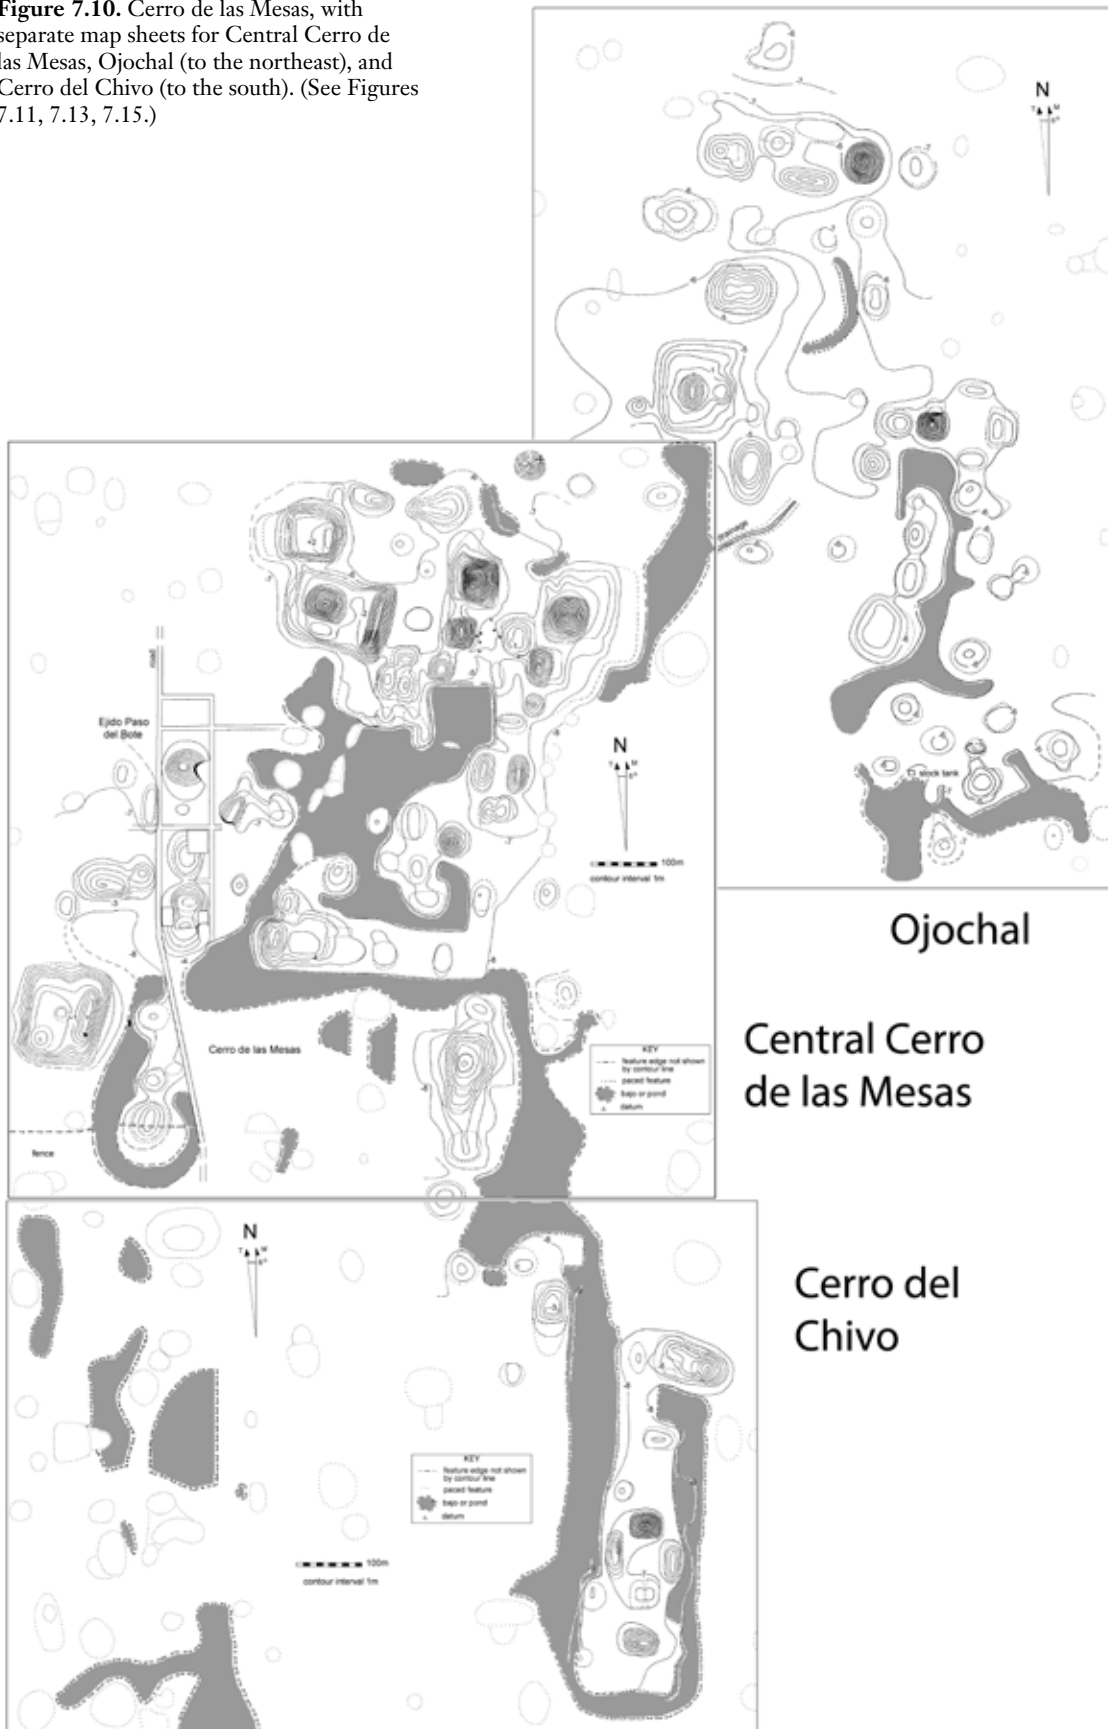 Figure 7.10. Cerro de las Mesas, with
separate map sheets for Central Cerro de
las Mesas, Ojochal (to the northeast), and
Cerro del Chivo (to the south). (See Figures
7.11, 7.13, 7.15.)
N
T M
drainage
stock tank
Ojochal
road
Ejido Paso
del Bote
N
T M
100m
contour interval 1m
Cerro de las Mesas
KEY
feature edge not shown
by contour line
paced feature
bajo or pond
datum
fence
Central Cerro
de las Mesas
N
T M
KEY
feature edge not shown
by contour line
paced feature
bajo or pond
datum
100m
contour interval 1m
Cerro del
Chivo